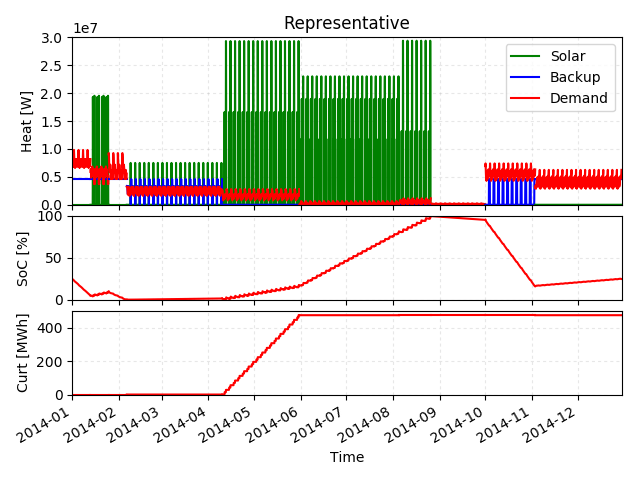 Representative
1e7
3.0
2.5
2.0
1.5
1.0
0.5
0.0
Heat [W]
Solar
Backup
Demand
100
50
0
SoC [%]
400
200
0
Curt [MWh]
2014-01
2014-02
2014-03
2014-04
2014-05
2014-06
2014-07
2014-08
2014-09
2014-10
2014-11
2014-12
Time